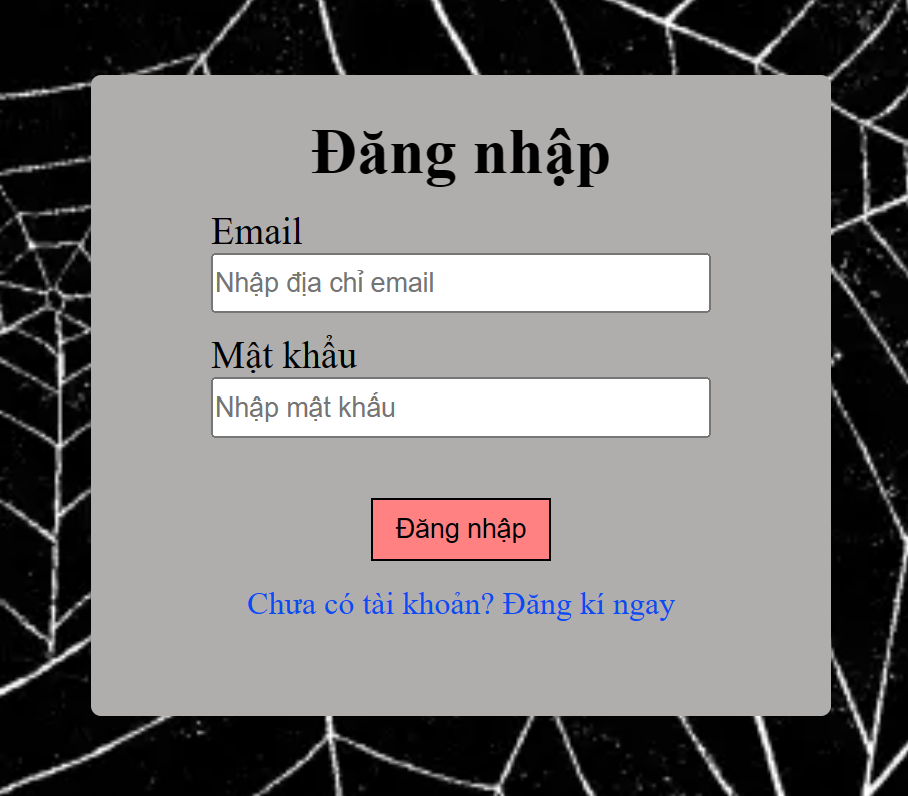 Đăng nhập
Email
Nhập địa chỉ email
Mật khẩu
Nhập mật khẩu
Đăng nhập
Chưa có tài khoản? Đăng kí ngay